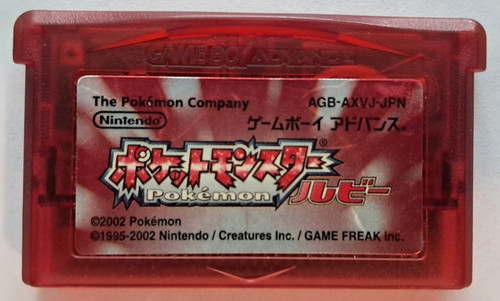 GAME BOY ADVANCE
The Pokémon Company AGB-AXVJ-JPN
Nintendo ゲームボーイ アドバンス®
ポケットモンスター®
Pokémon ルビー
©2002 Pokémon
©1995-2002 Nintendo / Creatures Inc. / GAME FREAK inc.